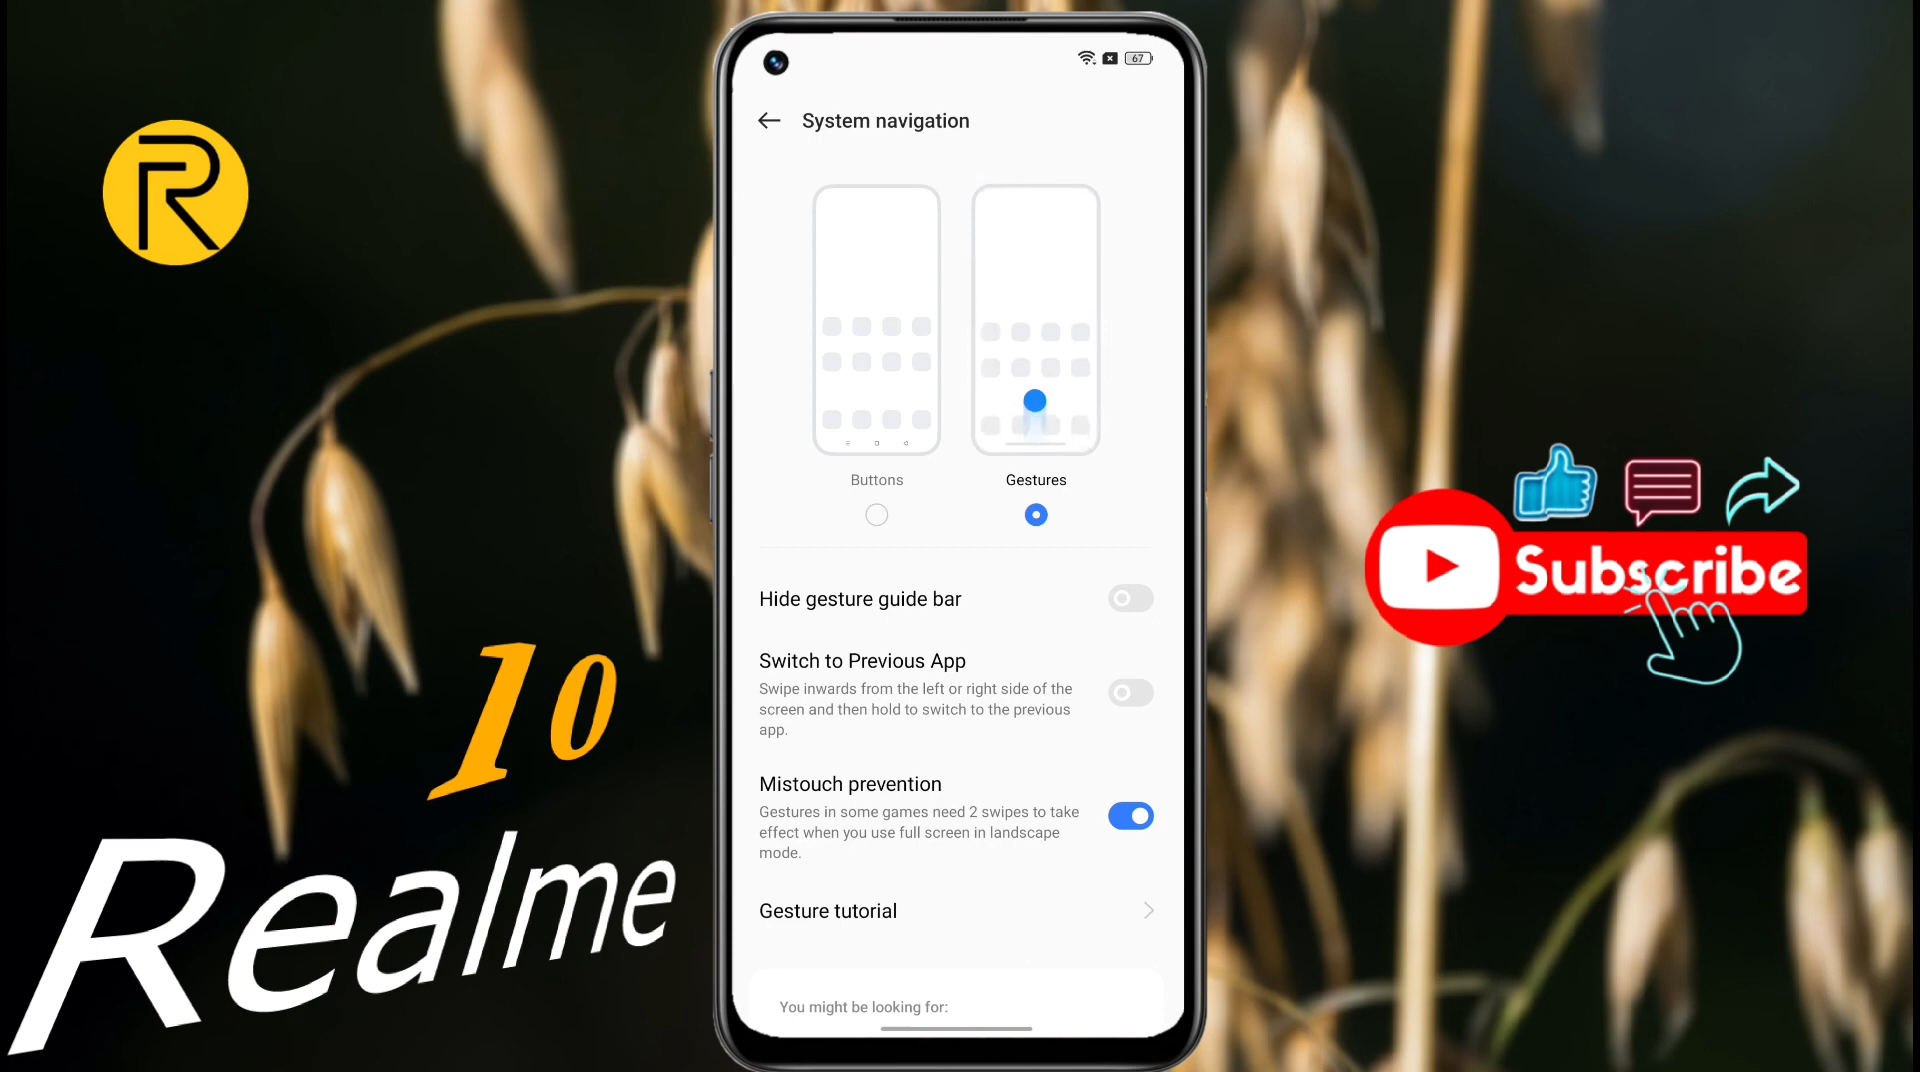 67
System navigation
Buttons
Gestures
Hide gesture guide bar
Switch to Previous App
Swipe inwards from the left or right side of the
screen and then hold to switch to the previous
app.
Mistouch prevention
Gestures in some games need 2 swipes to take
effect when you use full screen in landscape
mode.
Gesture tutorial
You might be looking for:
R
10
Realme
Subscribe